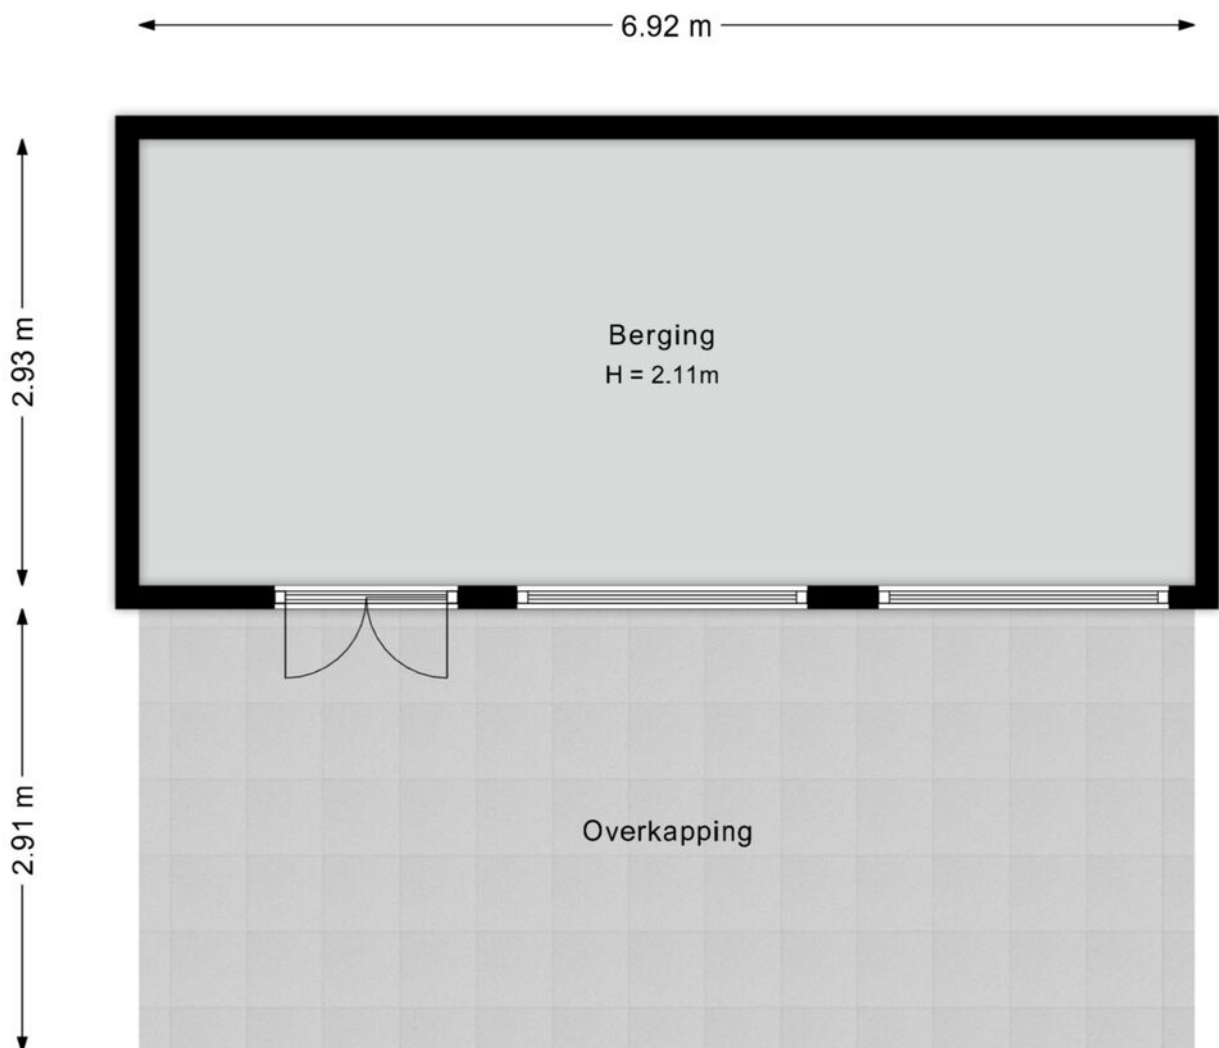 6.92 m
2.93 m
Berging
H = 2.11m
2.91 m
Overkapping